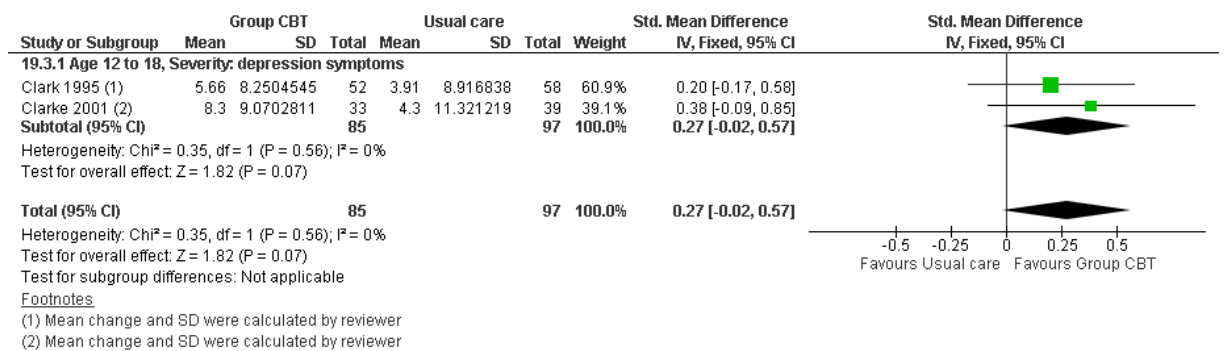 Group CBT Usual care Std. Mean Difference Std. Mean Difference
Study or Subgroup Mean SD Total Mean SD Total Weight IV, Fixed, 95% CI IV, Fixed, 95% CI
19.3.1 Age 12 to 18, Severity: depression symptoms
Clark 1995 (1) 5.66 8.2504545 52 3.91 8.916838 58 60.9% 0.20 [-0.17, 0.58]
Clarke 2001 (2) 8.3 9.0702811 33 4.3 11.321219 39 39.1% 0.38 [-0.09, 0.85]
Subtotal (95% CI) 85 97 100.0% 0.27 [-0.02, 0.57]
Heterogeneity: Chi² = 0.35, df = 1 (P = 0.56); I² = 0%
Test for overall effect: Z = 1.82 (P = 0.07)
Total (95% CI) 85 97 100.0% 0.27 [-0.02, 0.57]
Heterogeneity: Chi² = 0.35, df = 1 (P = 0.56); I² = 0%
Test for overall effect: Z = 1.82 (P = 0.07)
Test for subgroup differences: Not applicable
-0.5 -0.25 0 0.25 0.5
Favours Usual care Favours Group CBT
Footnotes
(1) Mean change and SD were calculated by reviewer
(2) Mean change and SD were calculated by reviewer